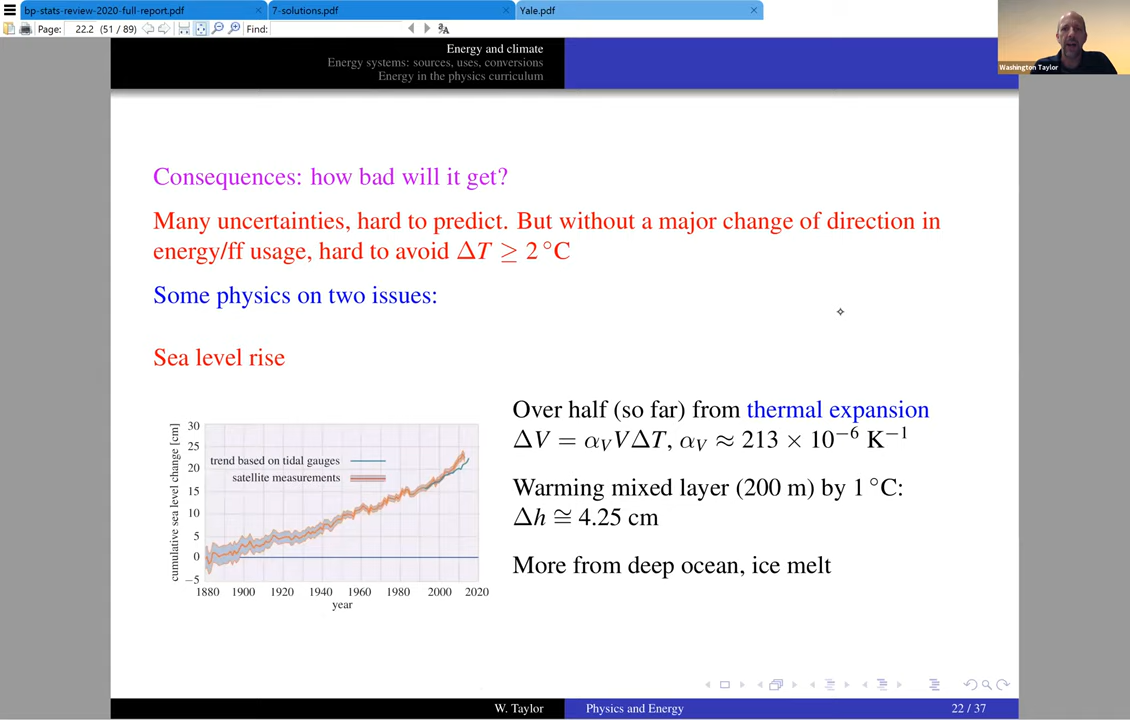 bp-stats-review-2020-full-report.pdf
7-solutions.pdf
Yale.pdf
Page: 22.2 (51 / 89)
Find:
Washington Taylor
Energy and climate
Energy systems: sources, uses, conversions
Energy in the physics curriculum
Consequences: how bad will it get?
Many uncertainties, hard to predict. But without a major change of direction in
energy/ff usage, hard to avoid ΔT ≥ 2 °C
Some physics on two issues:
Sea level rise
cumulative sea level change [cm]
30
25
20
15
10
5
0
−5
trend based on tidal gauges
satellite measurements
1880 1900 1920 1940 1960 1980 2000 2020
year
Over half (so far) from thermal expansion
ΔV = α_V VΔT, α_V ≈ 213 × 10⁻⁶ K⁻¹
Warming mixed layer (200 m) by 1 °C:
Δh ≅ 4.25 cm
More from deep ocean, ice melt
W. Taylor
Physics and Energy
22 / 37